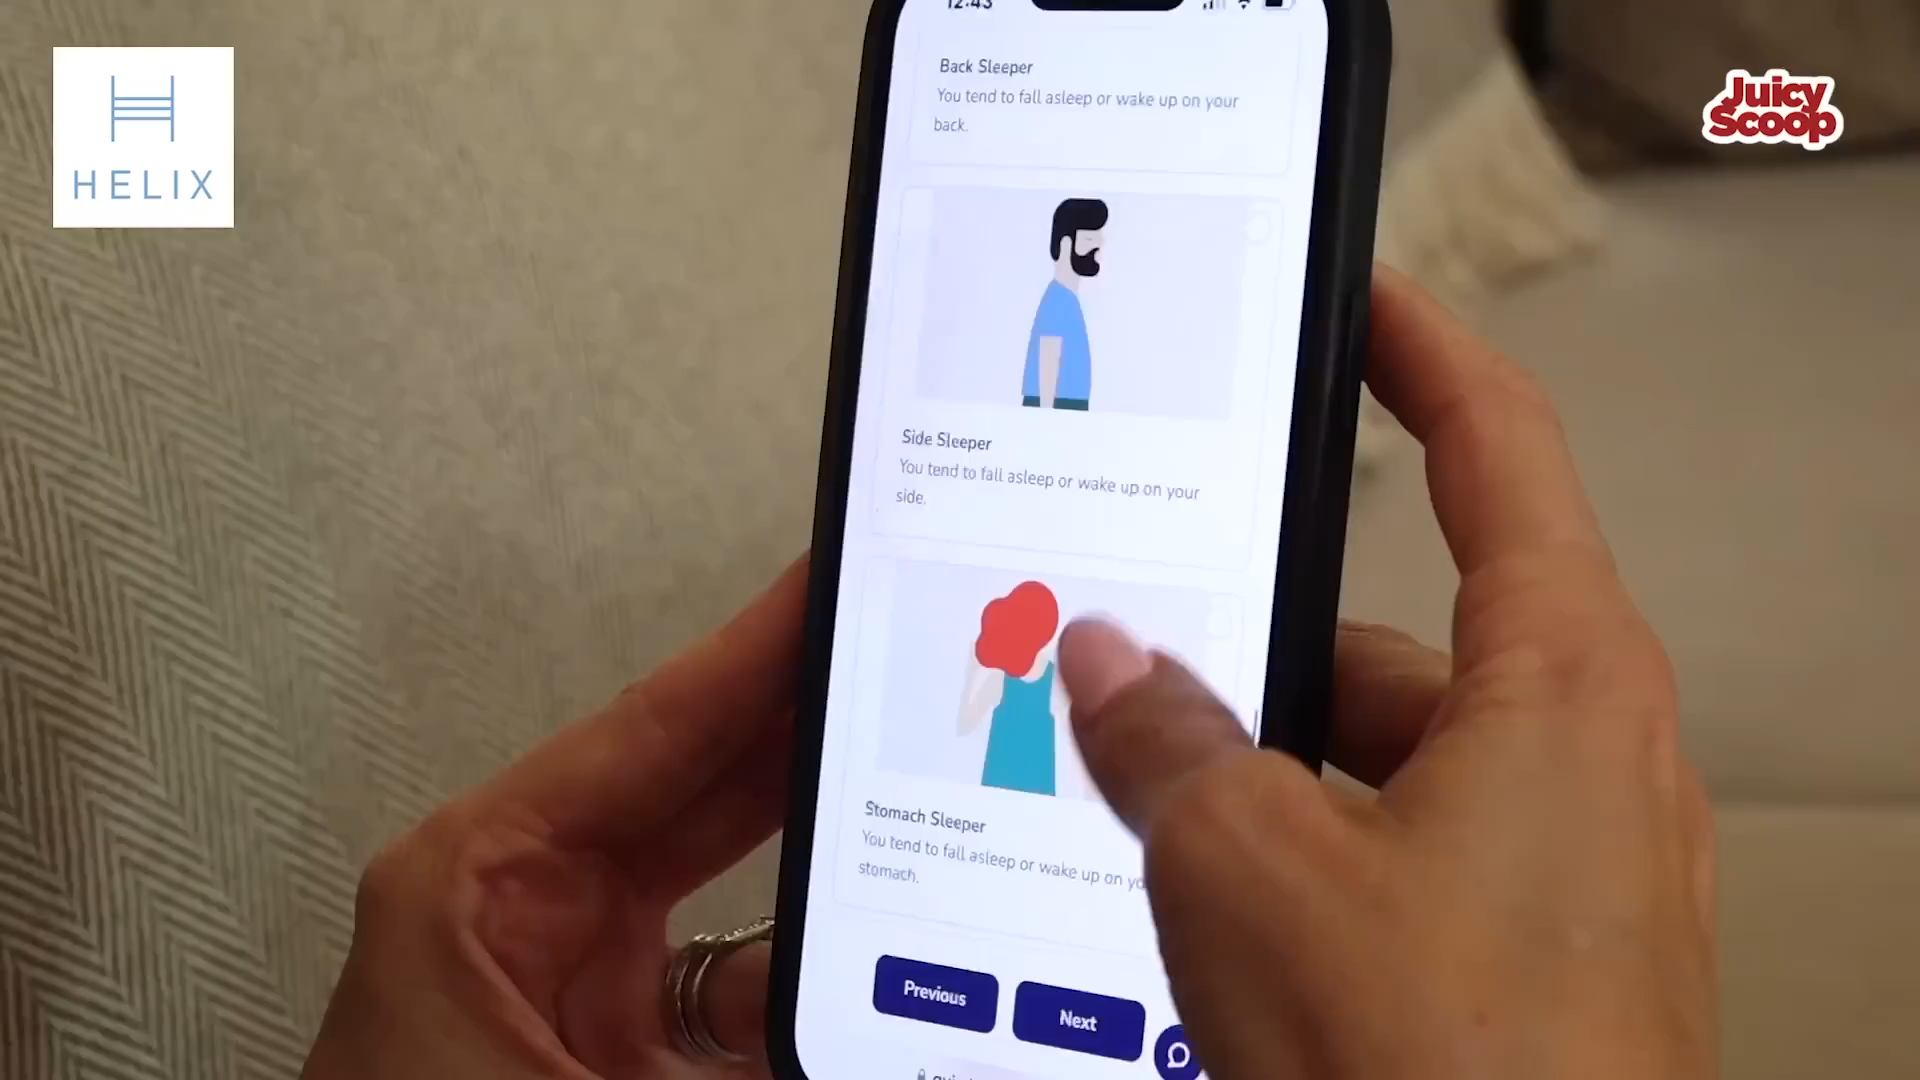 12:43
HELIX
Juicy
Scoop
Back Sleeper
You tend to fall asleep or wake up on your
back.
Side Sleeper
You tend to fall asleep or wake up on your
side.
Stomach Sleeper
You tend to fall asleep or wake up on
stomach.
Previous
Next